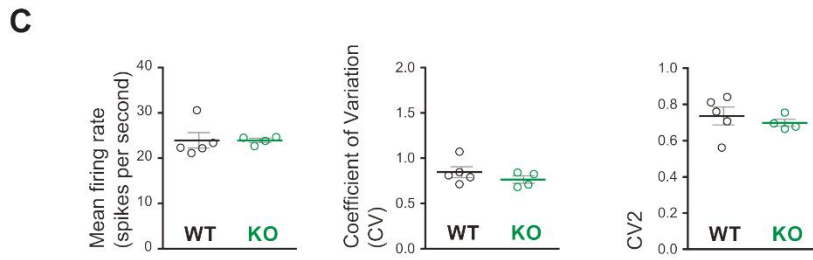 C
Mean firing rate
(spikes per second)
40
30
20
10
0
WT KO
Coefficient of Variation
(CV)
2.0
1.5
1.0
0.5
0.0
WT KO
CV2
1.0
0.8
0.6
0.4
0.2
0.0
WT KO